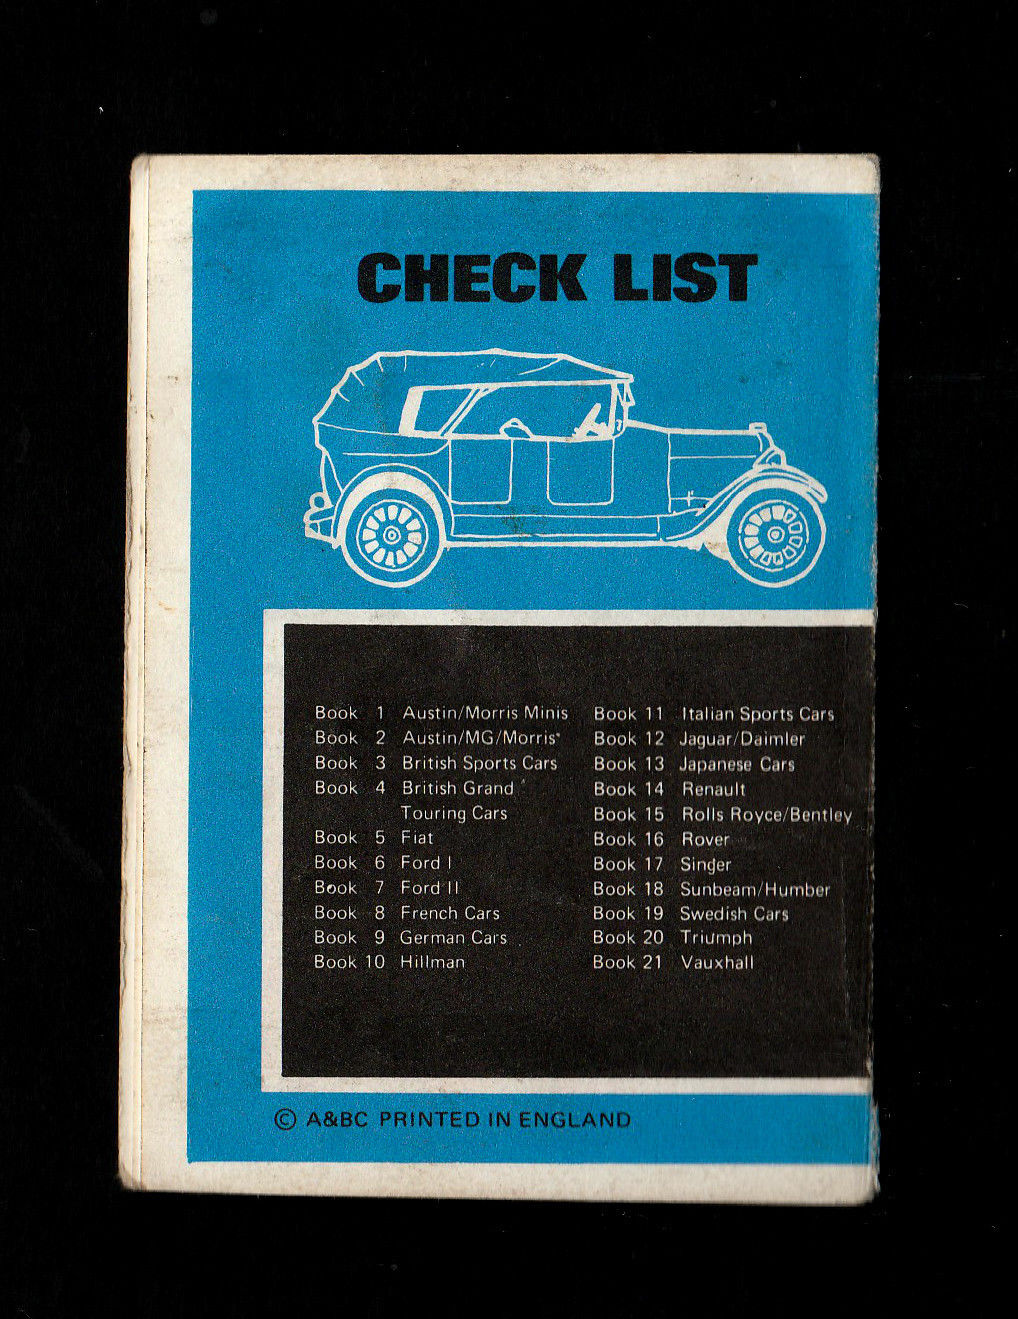 CHECK LIST
Book 1 Austin/Morris Minis
Book 2 Austin/MG/Morris
Book 3 British Sports Cars
Book 4 British Grand
Touring Cars
Book 5 Fiat
Book 6 Ford I
Book 7 Ford II
Book 8 French Cars
Book 9 German Cars
Book 10 Hillman
Book 11 Italian Sports Cars
Book 12 Jaguar/Daimler
Book 13 Japanese Cars
Book 14 Renault
Book 15 Rolls Royce/Bentley
Book 16 Rover
Book 17 Singer
Book 18 Sunbeam/Humber
Book 19 Swedish Cars
Book 20 Triumph
Book 21 Vauxhall
© A&BC PRINTED IN ENGLAND